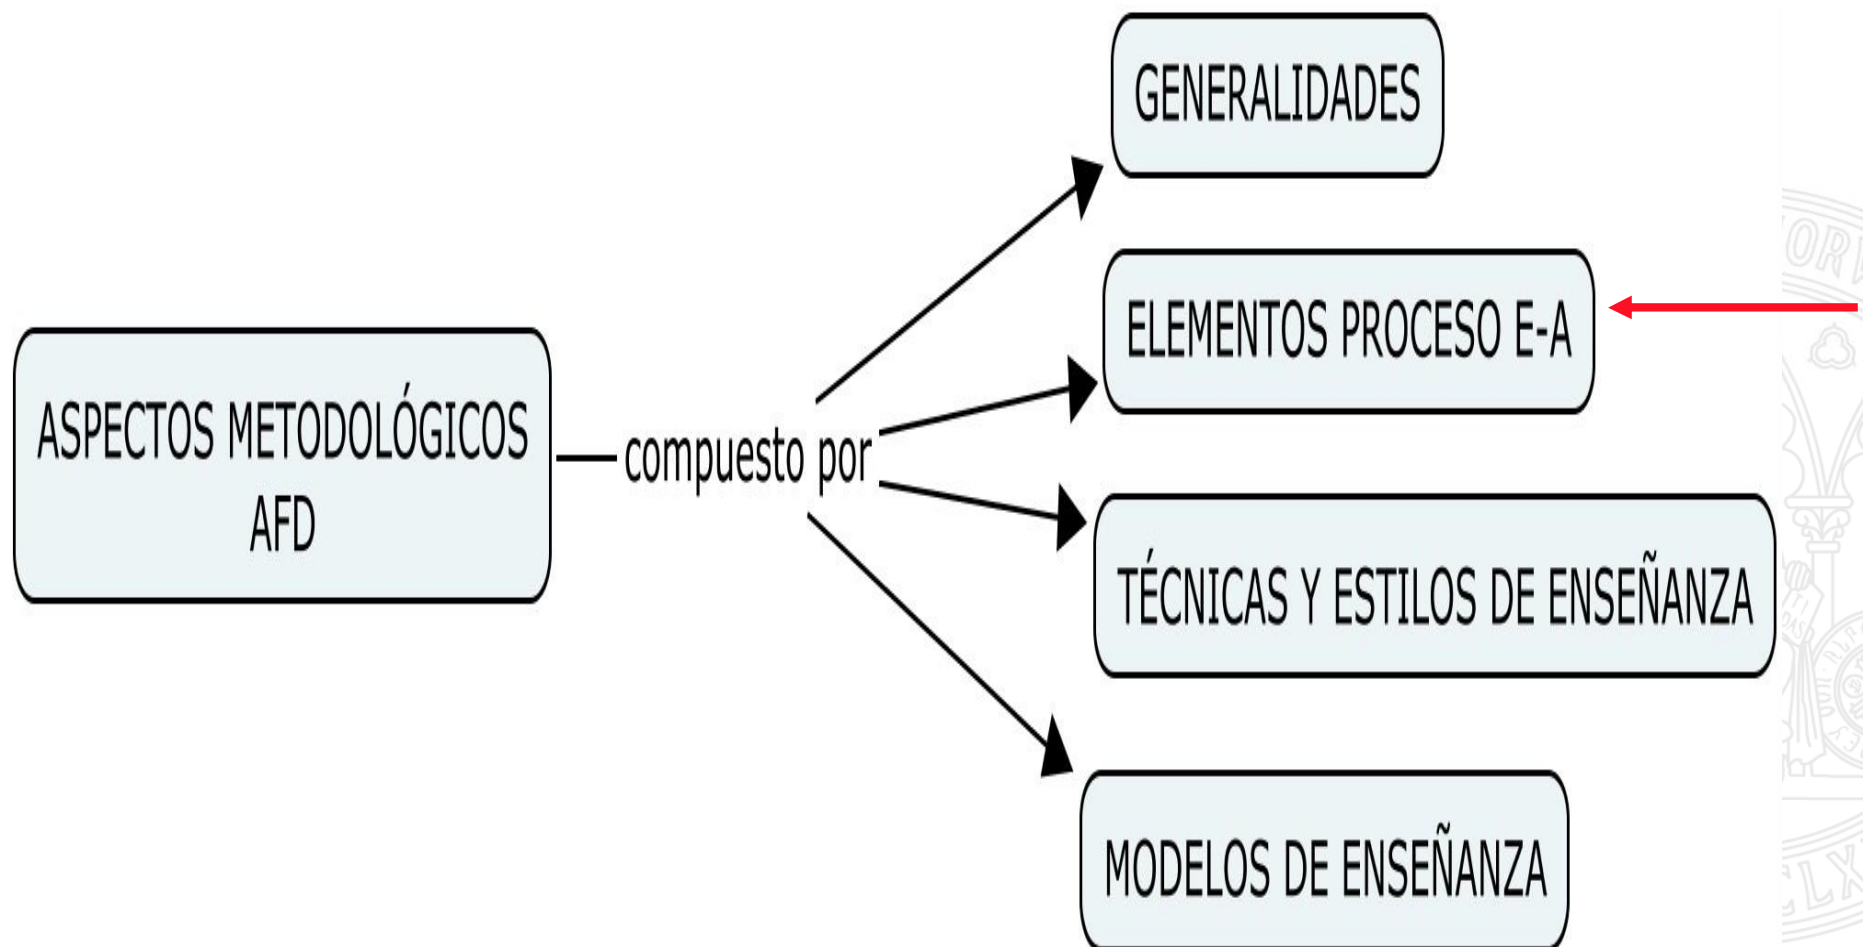 GENERALIDADES
ELEMENTOS PROCESO E-A
ASPECTOS METODOLÓGICOS
AFD
compuesto por
TÉCNICAS Y ESTILOS DE ENSEÑANZA
MODELOS DE ENSEÑANZA